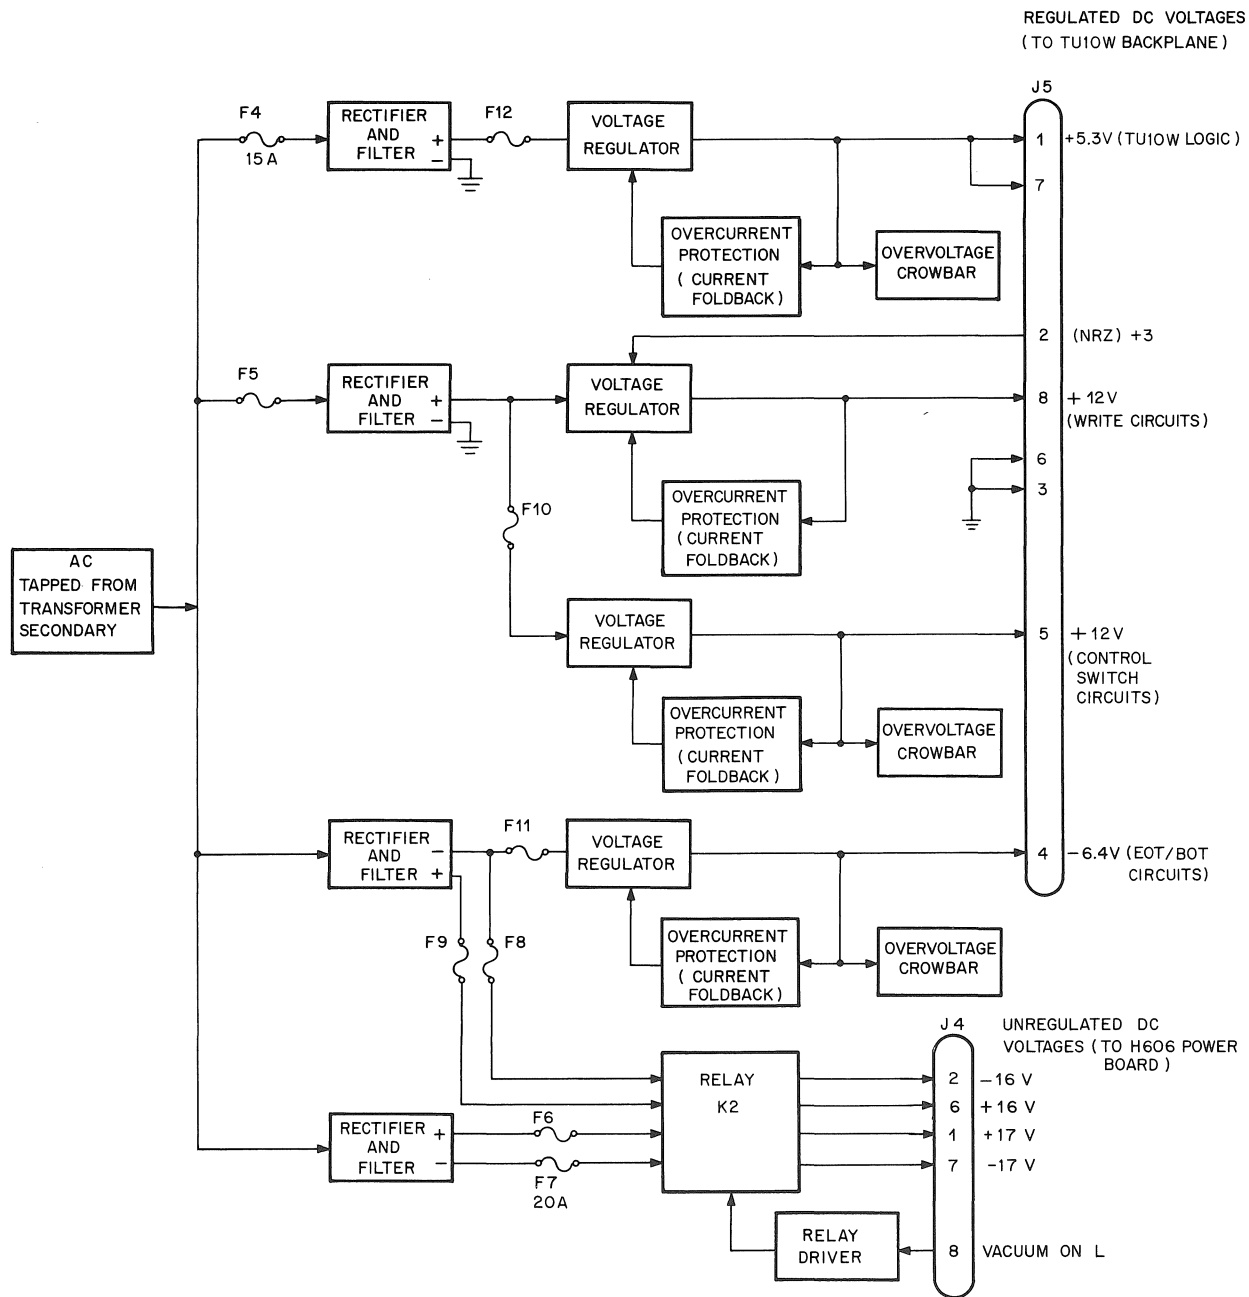 REGULATED DC VOLTAGES
(TO TU10W BACKPLANE)
J5
F4
15 A
RECTIFIER
AND
FILTER
+
−
F12
VOLTAGE
REGULATOR
1
+5.3V (TU10W LOGIC)
7
OVERCURRENT
PROTECTION
(CURRENT
FOLDBACK)
OVERVOLTAGE
CROWBAR
2
(NRZ) +3
F5
RECTIFIER
AND
FILTER
+
−
VOLTAGE
REGULATOR
8
+12V
(WRITE CIRCUITS)
6
3
F10
OVERCURRENT
PROTECTION
(CURRENT
FOLDBACK)
AC
TAPPED FROM
TRANSFORMER
SECONDARY
VOLTAGE
REGULATOR
5
+12V
(CONTROL
SWITCH
CIRCUITS)
OVERCURRENT
PROTECTION
(CURRENT
FOLDBACK)
OVERVOLTAGE
CROWBAR
RECTIFIER
AND
FILTER
−
+
F11
VOLTAGE
REGULATOR
4
-6.4V (EOT/BOT
CIRCUITS)
F9
F8
OVERCURRENT
PROTECTION
(CURRENT
FOLDBACK)
OVERVOLTAGE
CROWBAR
J4
UNREGULATED DC
VOLTAGES (TO H606 POWER
BOARD)
RELAY
K2
2
-16 V
6
+16 V
1
+17 V
7
-17 V
RECTIFIER
AND
FILTER
+
−
F6
F7
20A
RELAY
DRIVER
8
VACUUM ON L